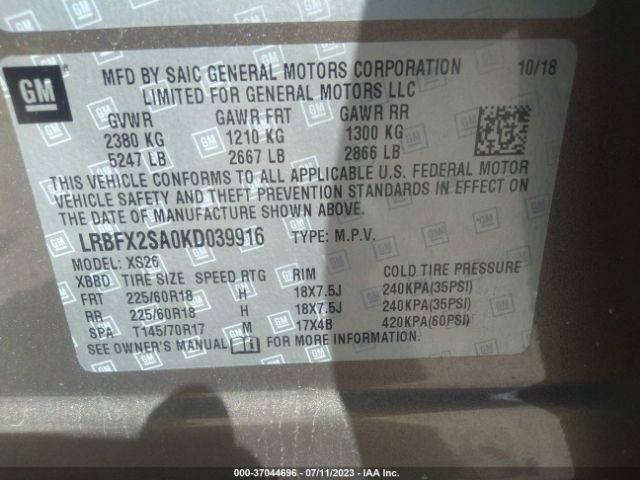 GM
MFD BY SAIC GENERAL MOTORS CORPORATION 10/18
LIMITED FOR GENERAL MOTORS LLC
GVWR GAWR FRT GAWR RR
2380 KG 1210 KG 1300 KG
5247 LB 2667 LB 2866 LB
THIS VEHICLE CONFORMS TO ALL APPLICABLE U.S. FEDERAL MOTOR
VEHICLE SAFETY AND THEFT PREVENTION STANDARDS IN EFFECT ON
THE DATE OF MANUFACTURE SHOWN ABOVE.
LRBFX2SA0KD039916 TYPE: M.P.V.
MODEL: XS26
XBBD TIRE SIZE SPEED RTG RIM COLD TIRE PRESSURE
FRT 225/60R18 H 18X7.5J 240KPA(35PSI)
RR 225/60R18 H 18X7.5J 240KPA(35PSI)
SPA T145/70R17 M 17X4B 420KPA(60PSI)
SEE OWNER'S MANUAL FOR MORE INFORMATION.
000-37044696 - 07/11/2023 - IAA Inc.